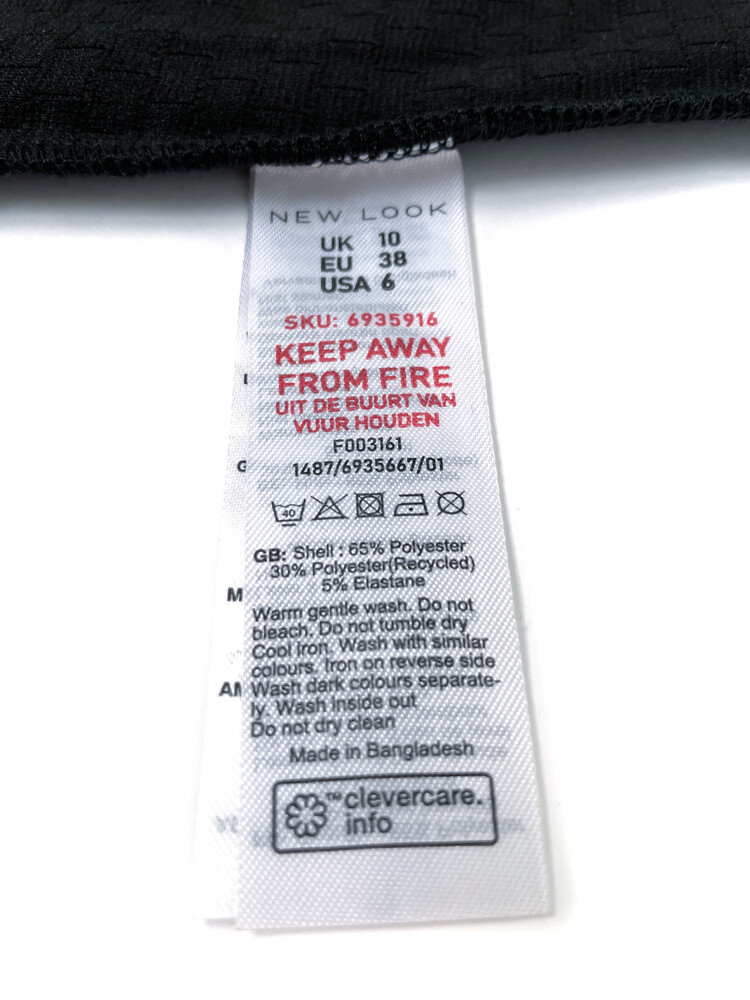 NEW LOOK
UK 10
EU 38
USA 6
SKU: 6935916
KEEP AWAY
FROM FIRE
UIT DE BUURT VAN
VUUR HOUDEN
F003161
1487/6935667/01
40
GB: Shell : 65% Polyester
30% Polyester(Recycled)
5% Elastane
Warm gentle wash. Do not
bleach. Do not tumble dry
Cool iron. Wash with similar
colours. Iron on reverse side
Wash dark colours separate-
ly. Wash inside out
Do not dry clean
Made in Bangladesh
™clevercare.
info